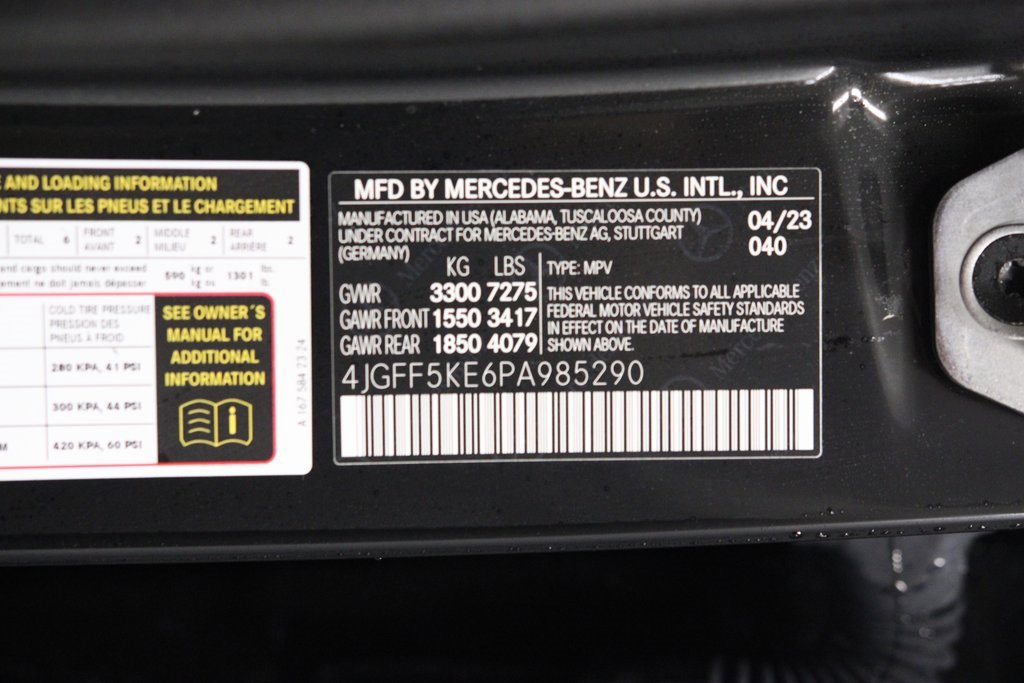 E AND LOADING INFORMATION
NTS SUR LES PNEUS ET LE CHARGEMENT
TOTAL 6 FRONT AVANT 2 MIDDLE MILIEU 2 REAR ARRIÈRE 2
and cargo should never exceed
ment ne doit jamais dépasser
590 kg or kg ou 1301 lbs. lb.
COLD TIRE PRESSURE
PRESSION DES
PNEUS A FROID
280 KPA, 41 PSI
300 KPA, 44 PSI
M 420 KPA, 60 PSI
SEE OWNER´S
MANUAL FOR
ADDITIONAL
INFORMATION
A 167 584 72 24
MFD BY MERCEDES-BENZ U.S. INTL., INC
MANUFACTURED IN USA (ALABAMA, TUSCALOOSA COUNTY)
UNDER CONTRACT FOR MERCEDES-BENZ AG, STUTTGART
(GERMANY)
04/23
040
KG LBS
GVWR 3300 7275
GAWR FRONT 1550 3417
GAWR REAR 1850 4079
TYPE: MPV
THIS VEHICLE CONFORMS TO ALL APPLICABLE
FEDERAL MOTOR VEHICLE SAFETY STANDARDS
IN EFFECT ON THE DATE OF MANUFACTURE
SHOWN ABOVE.
4JGFF5KE6PA985290